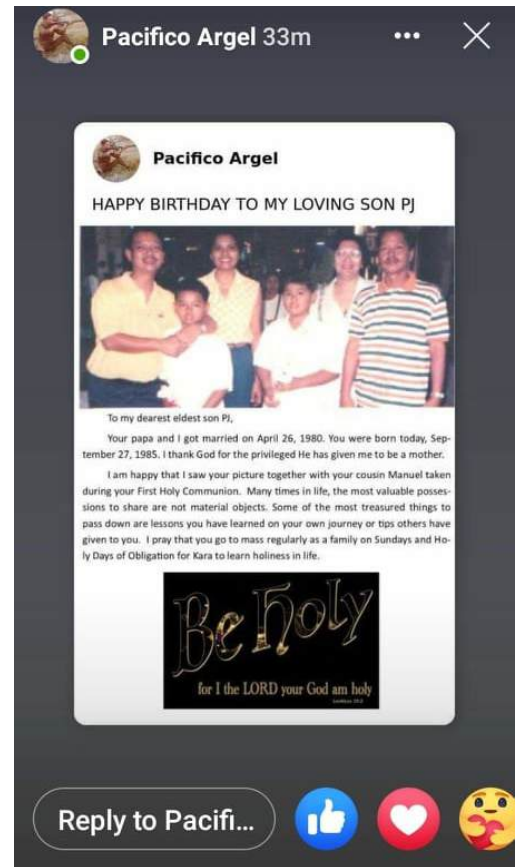 Pacifico Argel 33m
Pacifico Argel
HAPPY BIRTHDAY TO MY LOVING SON PJ
To my dearest eldest son PJ,
Your papa and I got married on April 26, 1980. You were born today, Sep-
tember 27, 1985. I thank God for the privileged He has given me to be a mother.
I am happy that I saw your picture together with your cousin Manuel taken
during your First Holy Communion. Many times in life, the most valuable posses-
sions to share are not material objects. Some of the most treasured things to
pass down are lessons you have learned on your own journey or tips others have
given to you. I pray that you go to mass regularly as a family on Sundays and Ho-
ly Days of Obligation for Kara to learn holiness in life.
Be holy
for I the LORD your God am holy
Reply to Pacifi...